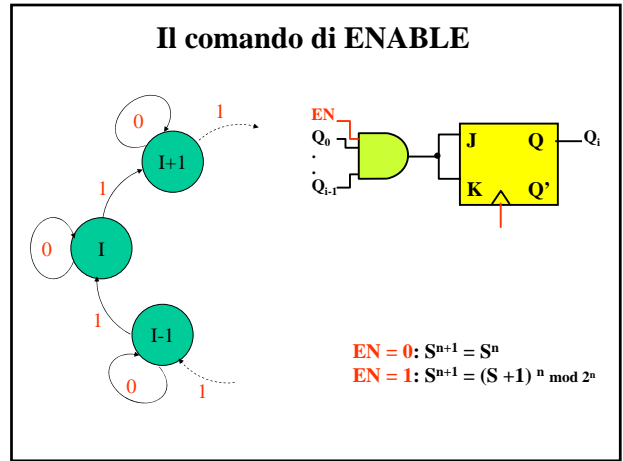 Il comando di ENABLE
0
1
I+1
1
0
I
1
I-1
0
1
EN
Q₀
.
.
Qᵢ₋₁
J
Q
Qᵢ
K
Q’
EN = 0: Sⁿ⁺¹ = Sⁿ
EN = 1: Sⁿ⁺¹ = (S +1) ⁿ mod 2ⁿ